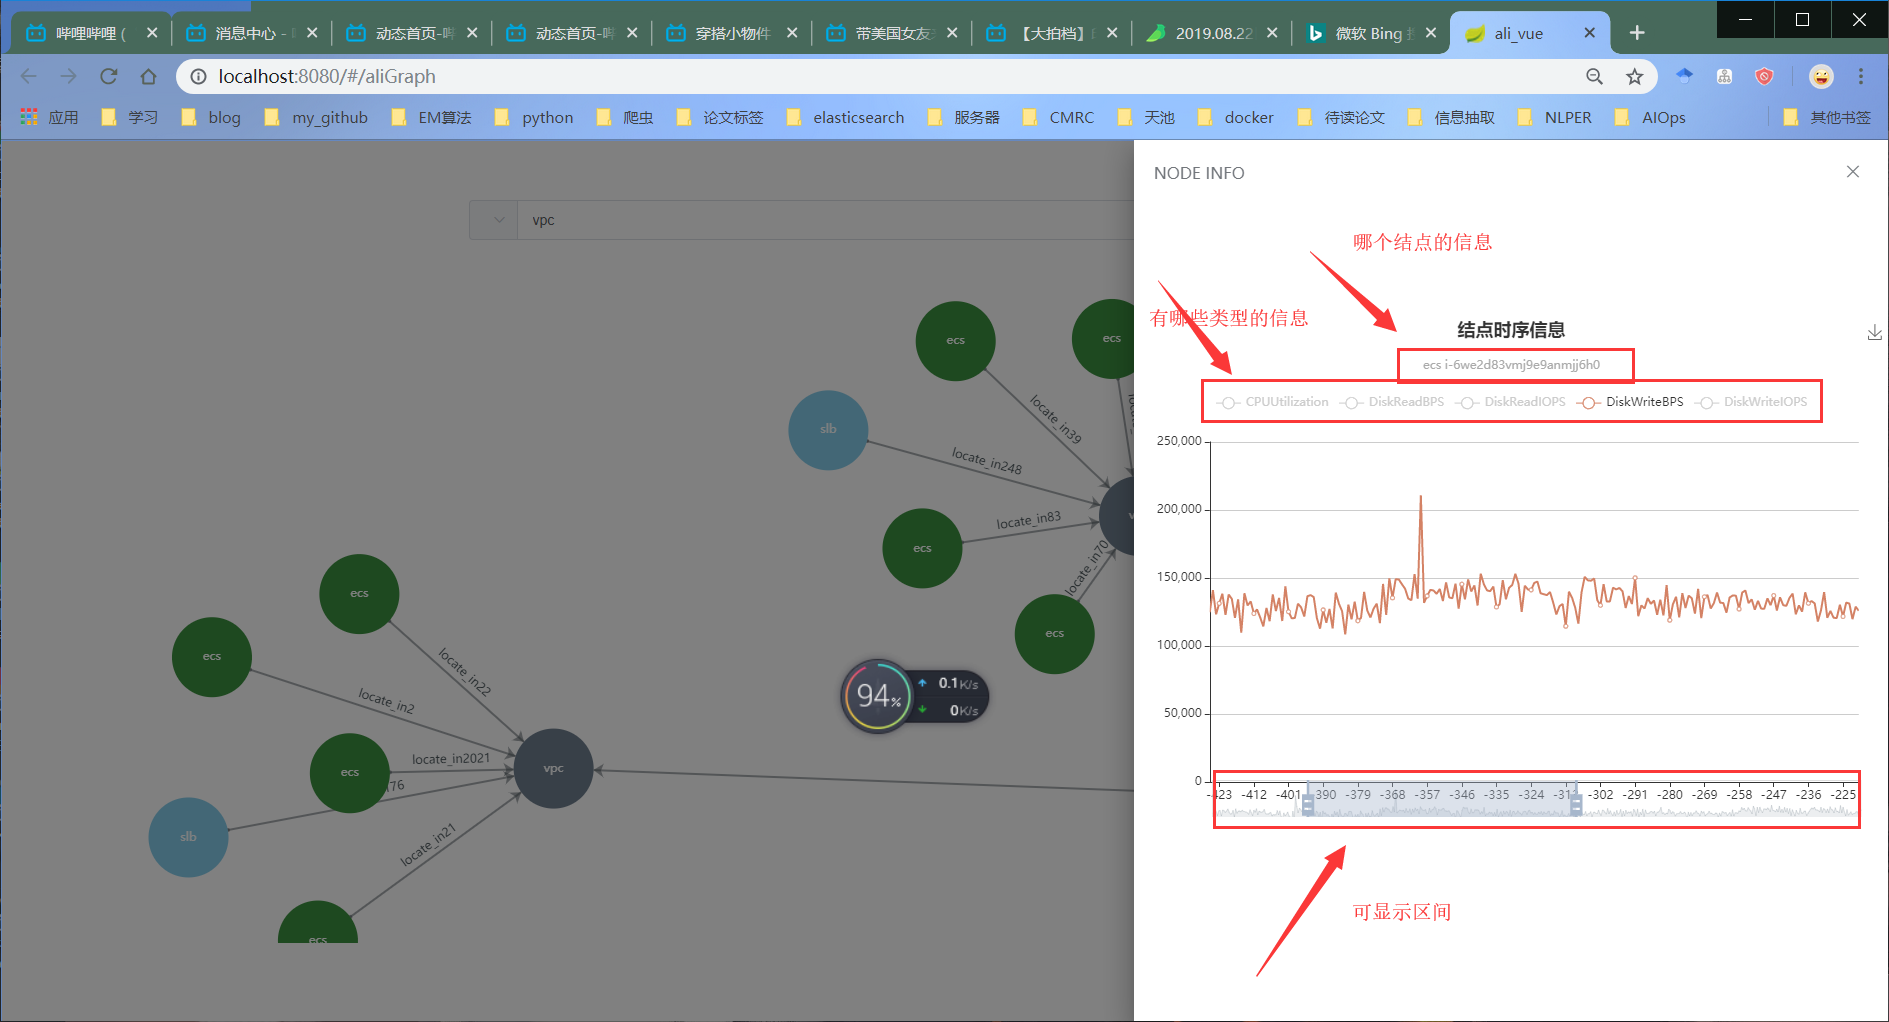 哔哩哔哩 (
消息中心 -
动态首页-哔
动态首页-哔
穿搭小物件
带美国女友
【大拍档】
2019.08.22
微软 Bing 搜
ali_vue
localhost:8080/#/aliGraph
应用
学习
blog
my_github
EM算法
python
爬虫
论文标签
elasticsearch
服务器
CMRC
天池
docker
待读论文
信息抽取
NLPER
AIOps
其他书签
NODE INFO
vpc
哪个结点的信息
有哪些类型的信息
结点时序信息
ecs i-6we2d83vmj9e9anmjj6h0
CPUUtilization
DiskReadBPS
DiskReadIOPS
DiskWriteBPS
DiskWriteIOPS
250,000
200,000
150,000
100,000
50,000
0
-423
-412
-401
-390
-379
-368
-357
-346
-335
-324
-302
-291
-280
-269
-258
-247
-236
-225
可显示区间
ecs
ecs
slb
locate_in39
locate_in248
ecs
locate_in83
locate_in70
ecs
ecs
ecs
locate_in22
locate_in2
ecs
locate_in2021
176
vpc
slb
locate_in21
ecs
94%
0.1K/s
0K/s